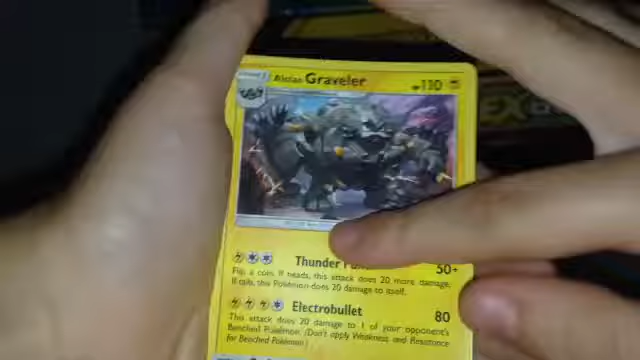 Alolan Graveler 110
Thunder 50+
Flip a coin. If heads, this attack does 20 more damage.
If tails, this Pokémon does 20 damage to itself.
Electrobullet 80
This attack does 20 damage to 1 of your opponent's
Benched Pokémon. (Don't apply Weakness and Resistance
for Benched Pokémon.)